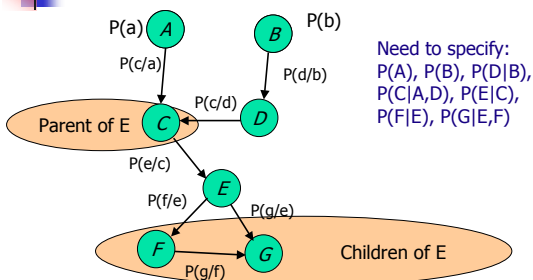 P(a)
A
B
P(b)
P(c/a)
P(d/b)
Need to specify:
P(A), P(B), P(D|B),
P(C|A,D), P(E|C),
P(F|E), P(G|E,F)
Parent of E
C
P(c/d)
D
P(e/c)
E
P(f/e)
P(g/e)
F
G
Children of E
P(g/f)